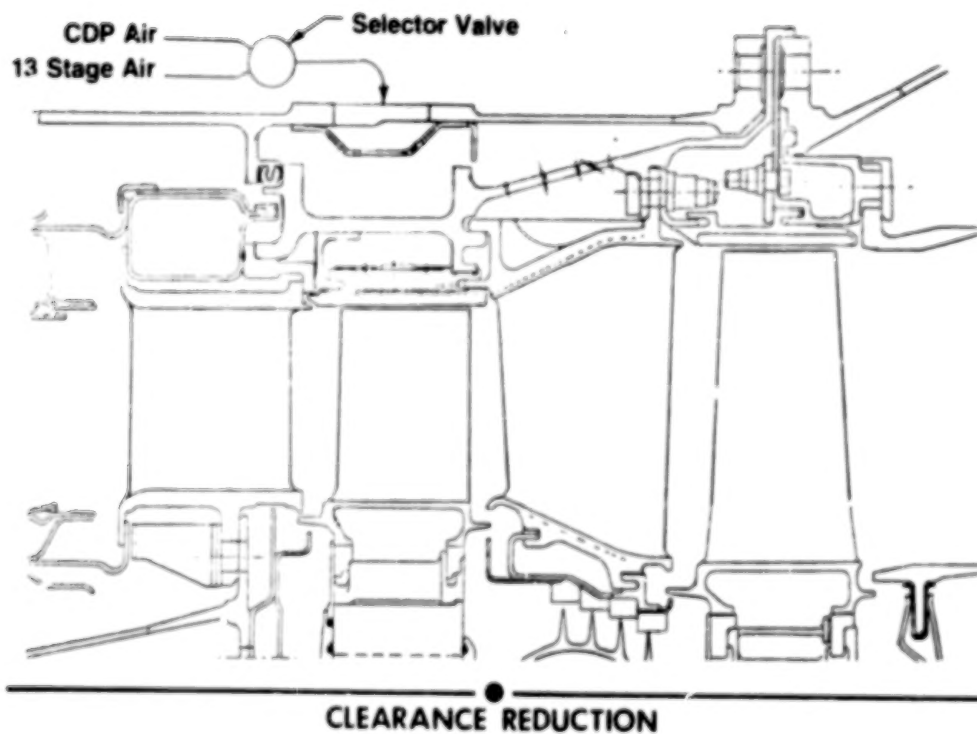 CDP Air
Selector Valve
13 Stage Air
CLEARANCE REDUCTION